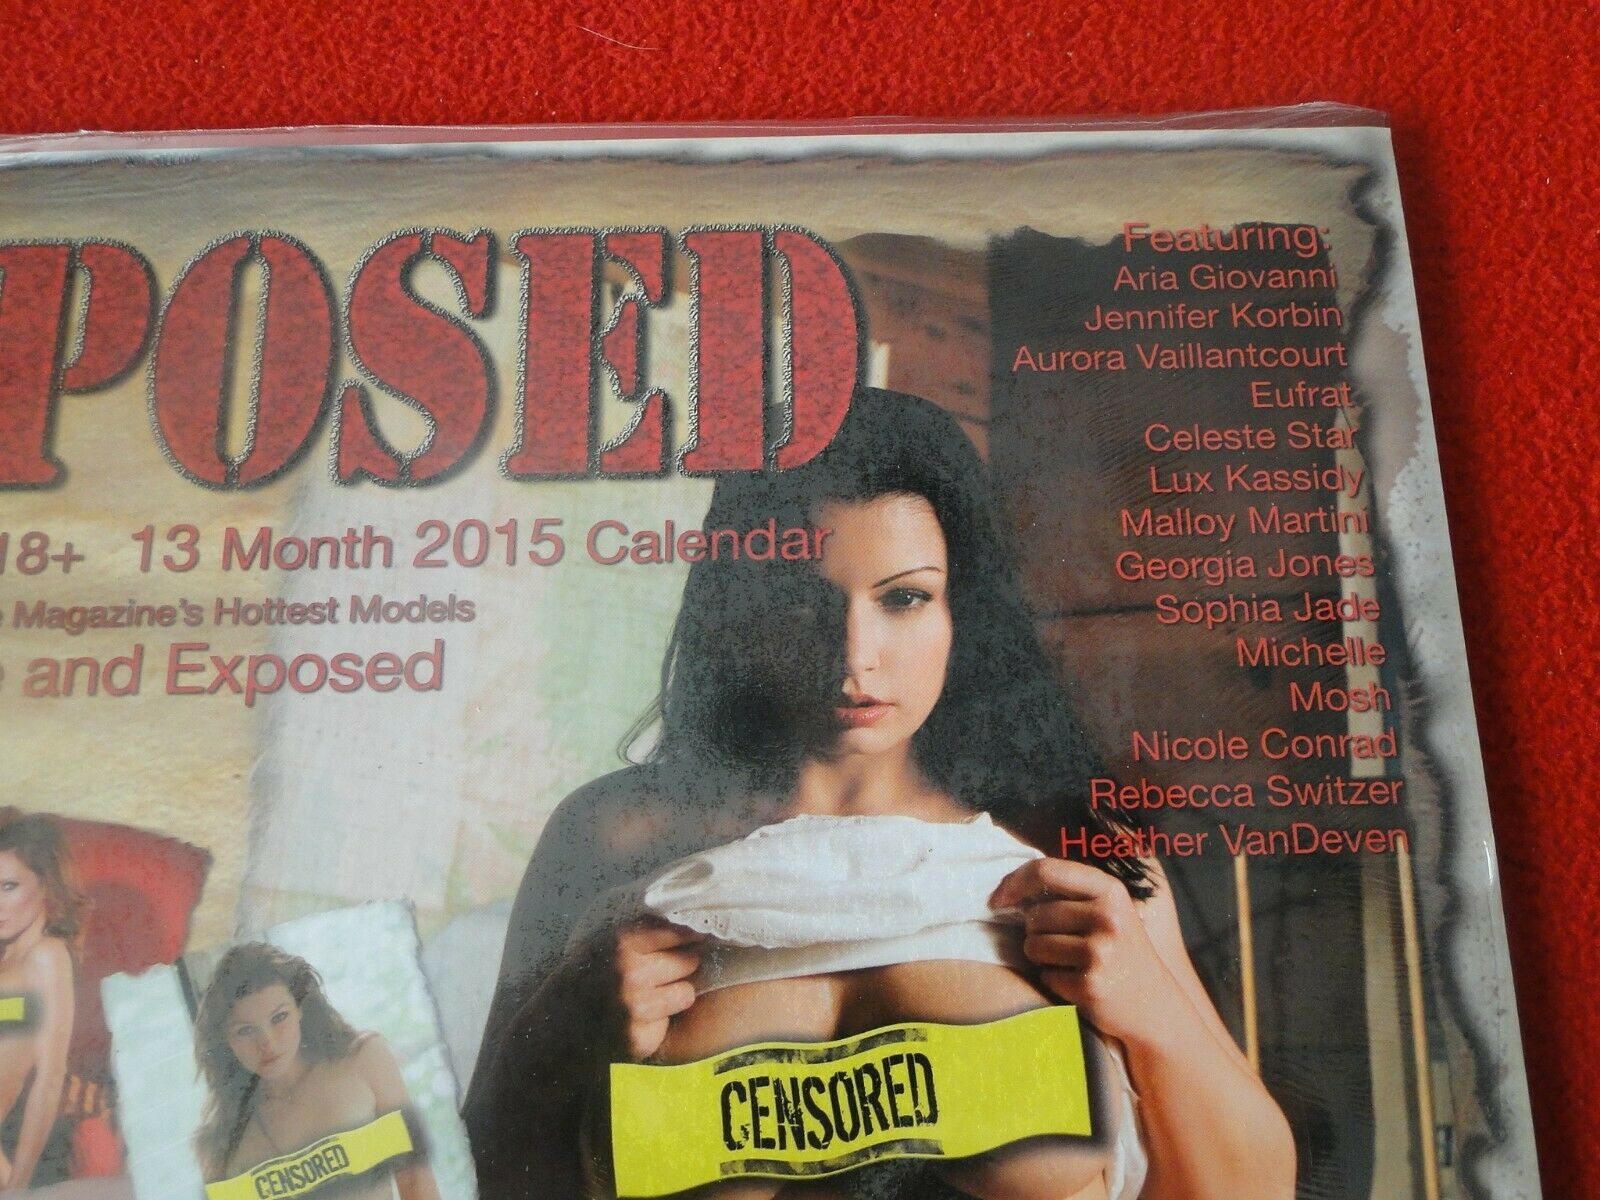 POSED
18+ 13 Month 2015 Calendar
Magazine's Hottest Models
and Exposed
Featuring:
Aria Giovanni
Jennifer Korbin
Aurora Vaillantcourt
Eufrat
Celeste Star
Lux Kassidy
Malloy Martini
Georgia Jones
Sophia Jade
Michelle
Mosh
Nicole Conrad
Rebecca Switzer
Heather VanDeven
CENSORED
CENSORED